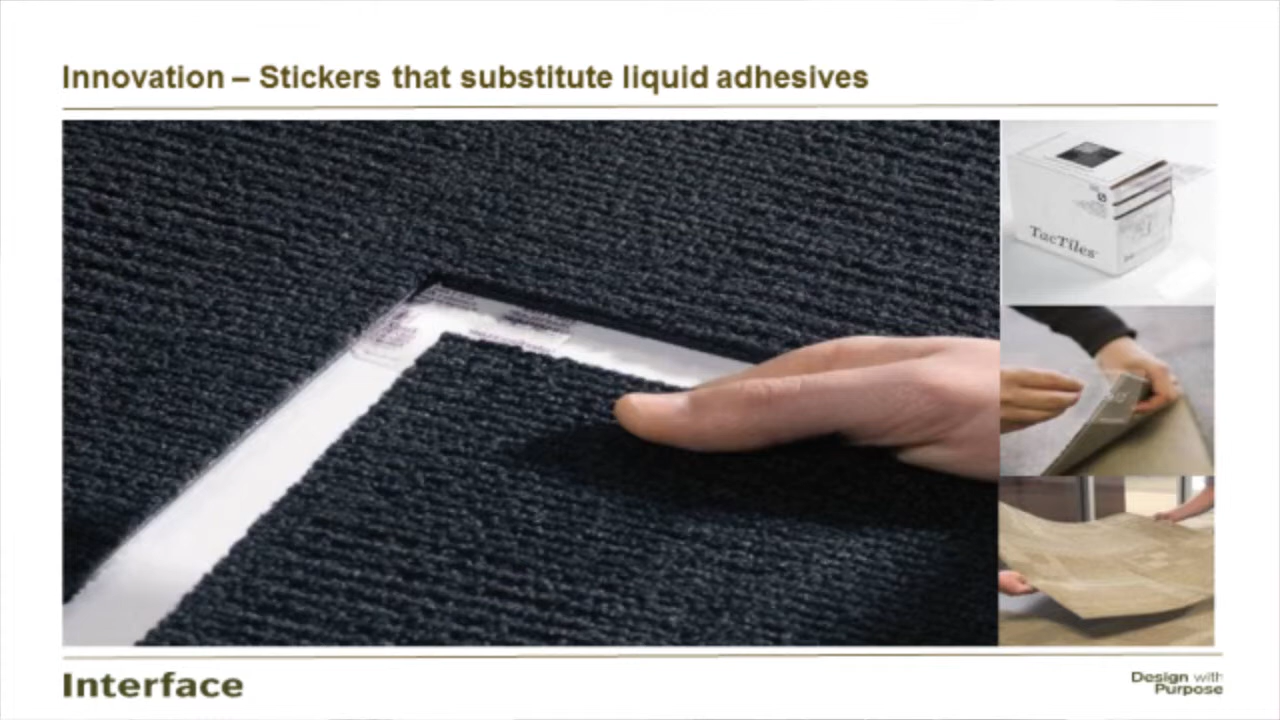 Innovation – Stickers that substitute liquid adhesives
TacTiles
Interface
Design with
Purpose